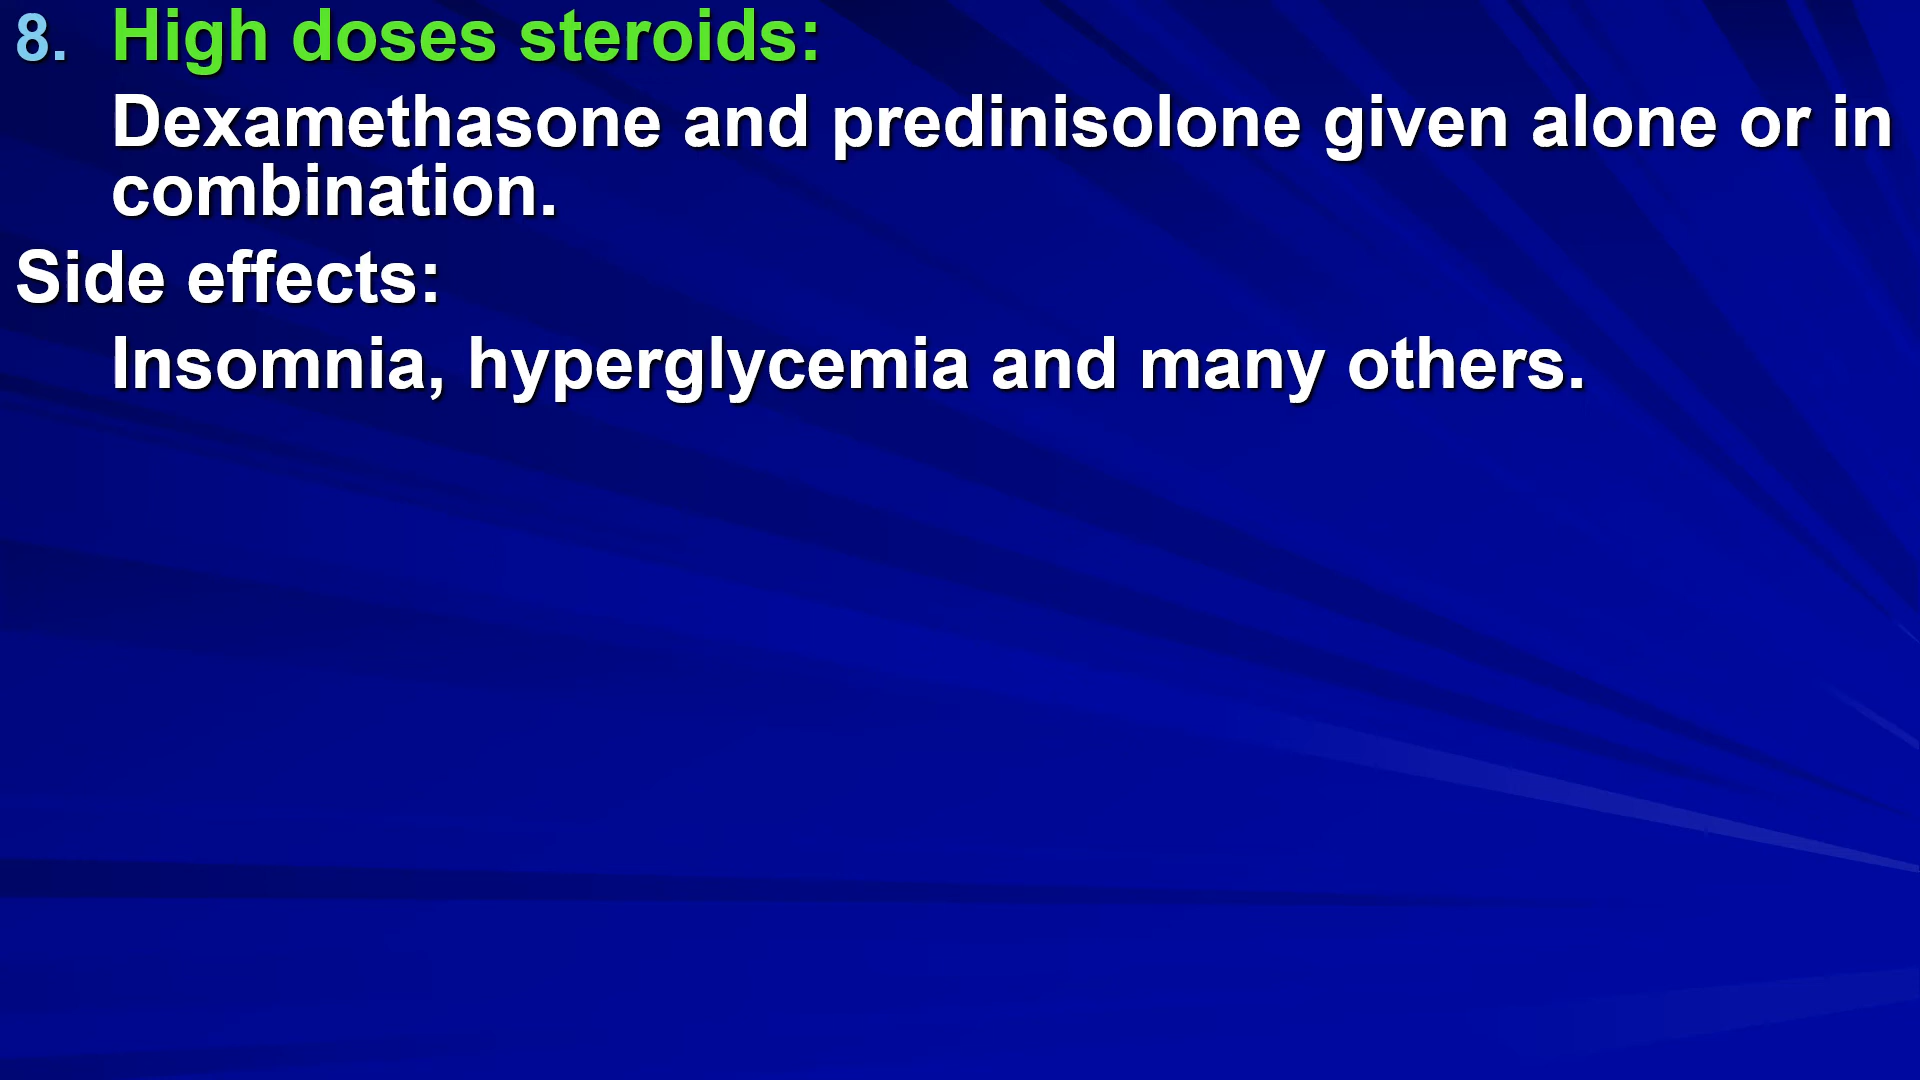 8. High doses steroids:
Dexamethasone and predinisolone given alone or in
combination.
Side effects:
Insomnia, hyperglycemia and many others.